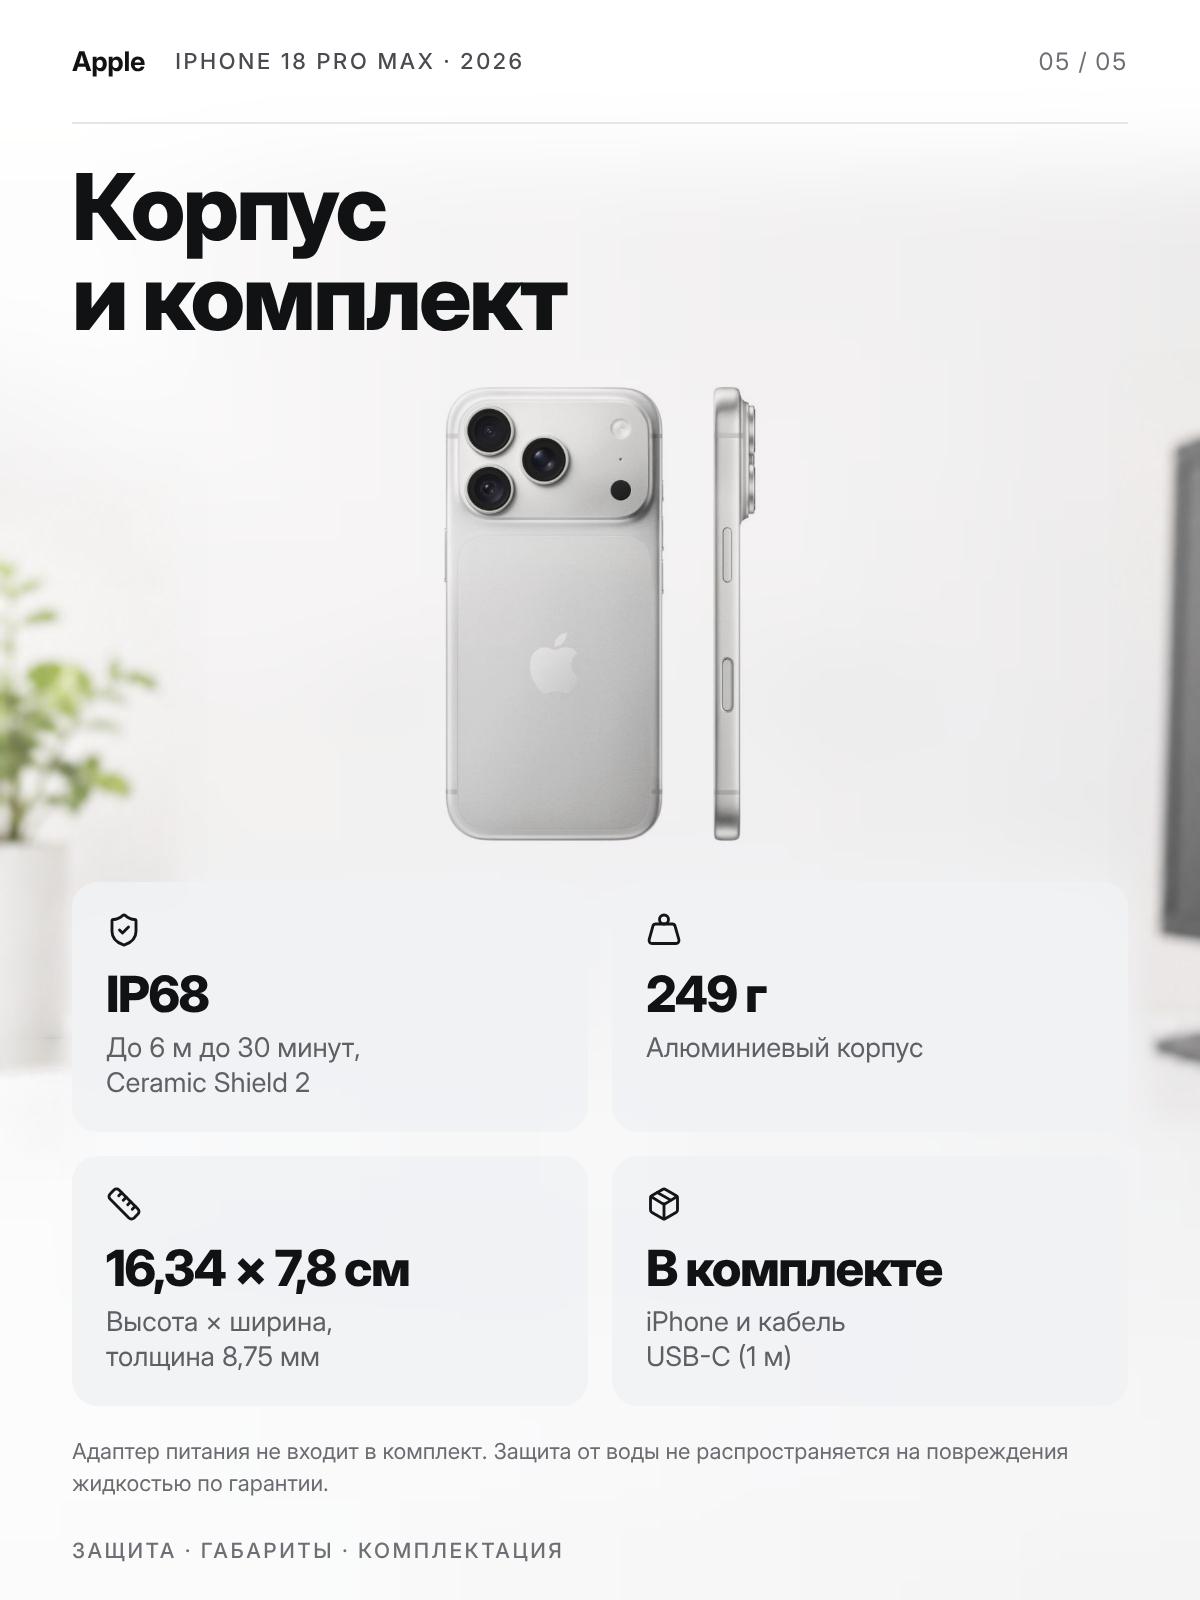 Apple IPHONE 18 PRO MAX · 2026 05 / 05
Корпус
и комплект
IP68
До 6 м до 30 минут,
Ceramic Shield 2
249 г
Алюминиевый корпус
16,34 × 7,8 см
Высота × ширина,
толщина 8,75 мм
В комплекте
iPhone и кабель
USB-C (1 м)
Адаптер питания не входит в комплект. Защита от воды не распространяется на повреждения
жидкостью по гарантии.
ЗАЩИТА · ГАБАРИТЫ · КОМПЛЕКТАЦИЯ